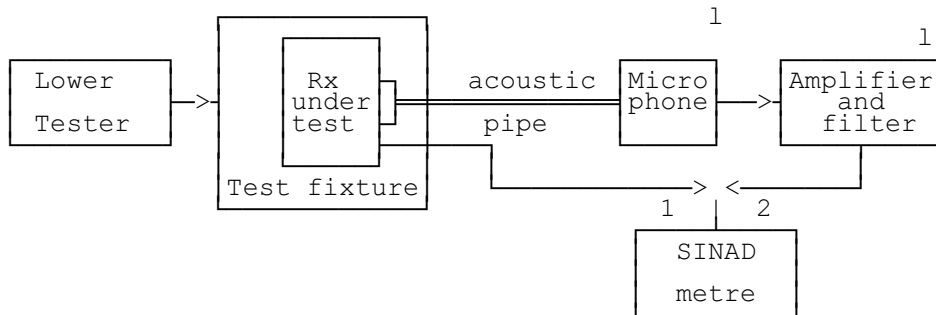 l
l
Lower
Tester
Rx
under
test
Test fixture
acoustic
pipe
Micro
phone
Amplifier
and
filter
1 2
SINAD
metre